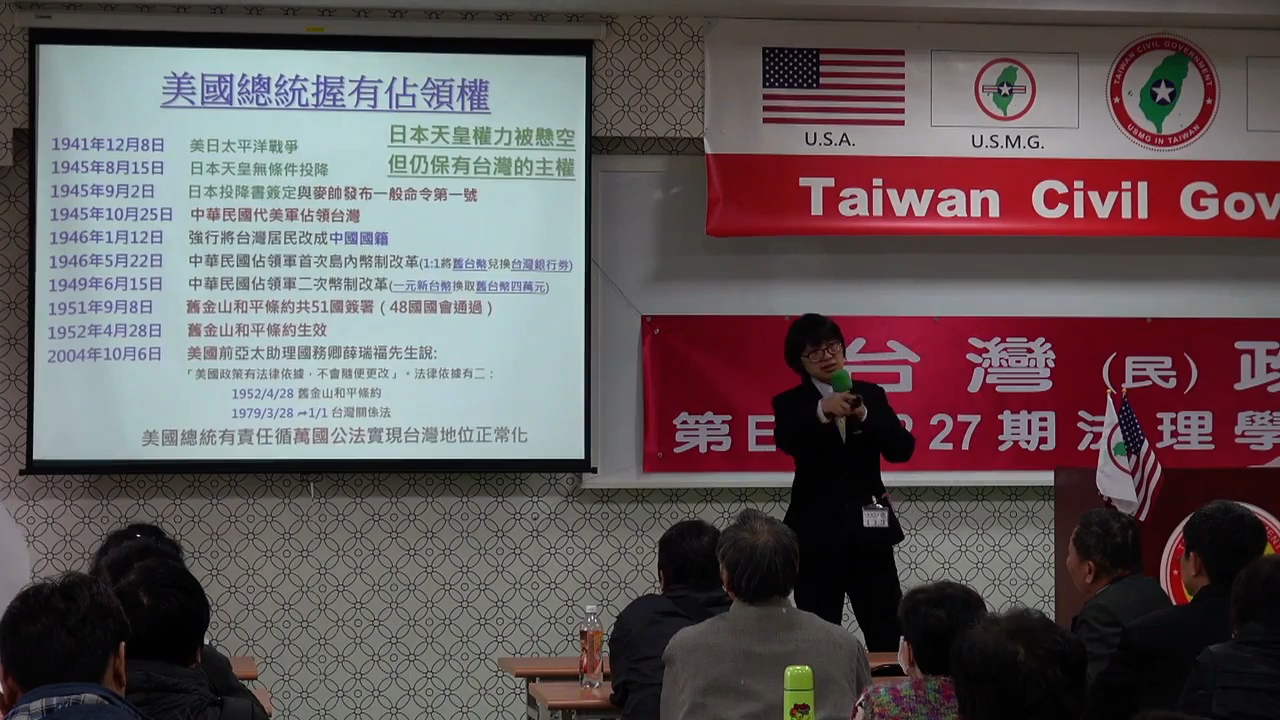 美國總統握有佔領權
日本天皇權力被懸空
但仍保有台灣的主權
1941年12月8日 美日太平洋戰爭
1945年8月15日 日本天皇無條件投降
1945年9月2日 日本投降書簽定與麥帥發布一般命令第一號
1945年10月25日 中華民國代美軍佔領台灣
1946年1月12日 強行將台灣居民改成中國國籍
1946年5月22日 中華民國佔領軍首次島內幣制改革(1:1將舊台幣兌換台灣銀行券)
1949年6月15日 中華民國佔領軍二次幣制改革(一元新台幣換取舊台幣四萬元)
1951年9月8日 舊金山和平條約共51國簽署(48國國會通過)
1952年4月28日 舊金山和平條約生效
2004年10月6日 美國前亞太助理國務卿薛瑞福先生說:
「美國政策有法律依據，不會隨便更改」。法律依據有二：
1952/4/28 舊金山和平條約
1979/3/28 ➦1/1 台灣關係法
美國總統有責任循萬國公法實現台灣地位正常化
U.S.A.
U.S.M.G.
TAIWAN CIVIL GOVERNMENT
USMG IN TAIWAN
Taiwan Civil Gov
台灣(民)政
第 27期法理學